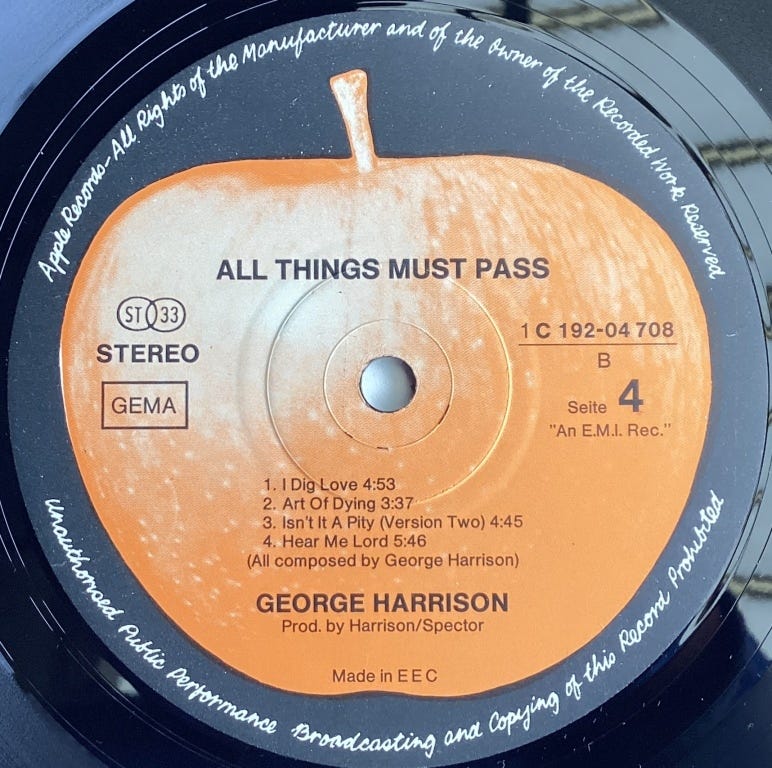 Apple Records-All Rights of the Manufacturer and of the Owner of the Recorded Work Reserved
ALL THINGS MUST PASS
ST 33
STEREO
GEMA
1 C 192-04 708
B
Seite 4
"An E.M.I. Rec."
1. I Dig Love 4:53
2. Art Of Dying 3:37
3. Isn't It A Pity (Version Two) 4:45
4. Hear Me Lord 5:46
(All composed by George Harrison)
GEORGE HARRISON
Prod. by Harrison/Spector
Made in EEC
Unauthorised Public Performance Broadcasting and Copying of this Record Prohibited